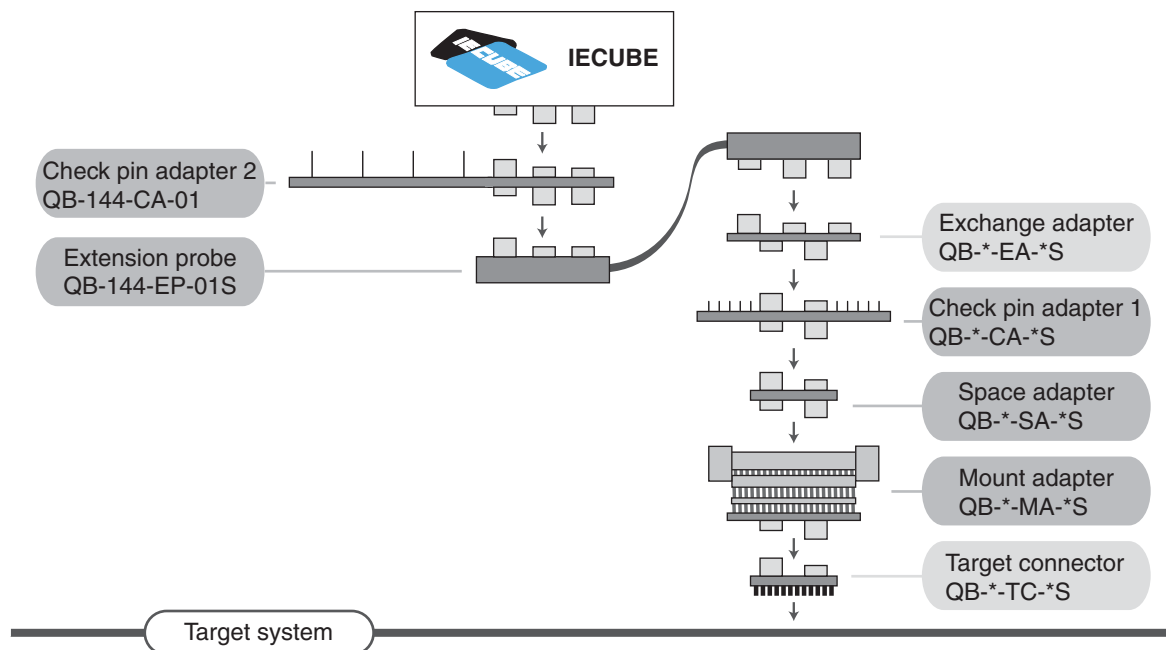 IECUBE
IECUBE
Check pin adapter 2
QB-144-CA-01
Extension probe
QB-144-EP-01S
Exchange adapter
QB-*-EA-*S
Check pin adapter 1
QB-*-CA-*S
Space adapter
QB-*-SA-*S
Mount adapter
QB-*-MA-*S
Target connector
QB-*-TC-*S
Target system